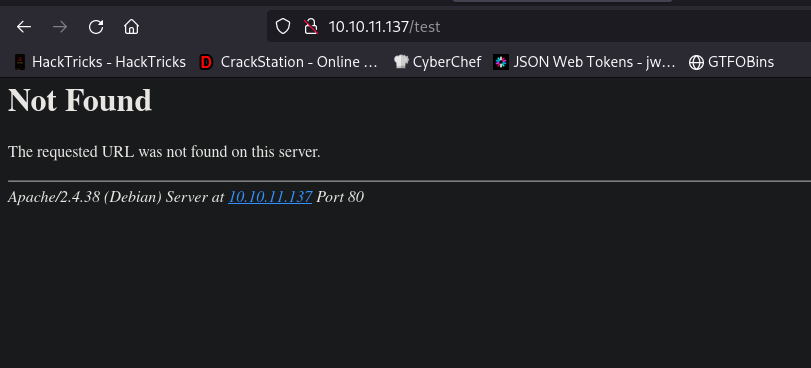 10.10.11.137/test
HackTricks - HackTricks CrackStation - Online ... CyberChef JSON Web Tokens - jw... GTFOBins
Not Found
The requested URL was not found on this server.
Apache/2.4.38 (Debian) Server at 10.10.11.137 Port 80